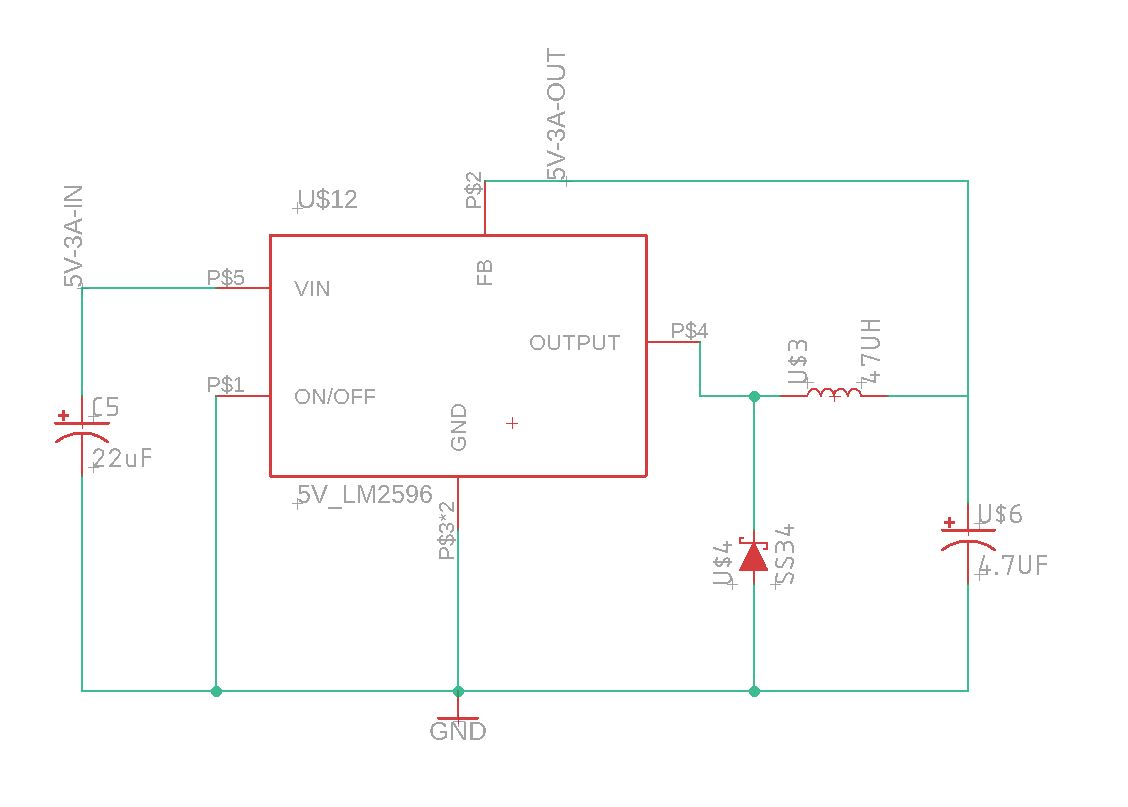 5V-3A-OUT
5V-3A-IN
U$12
P$2
P$5
VIN
FB
OUTPUT
P$4
P$1
ON/OFF
GND
U$3
47UH
C5
22uF
5V_LM2596
P$3*2
U$4
SS34
U$6
4.7UF
GND